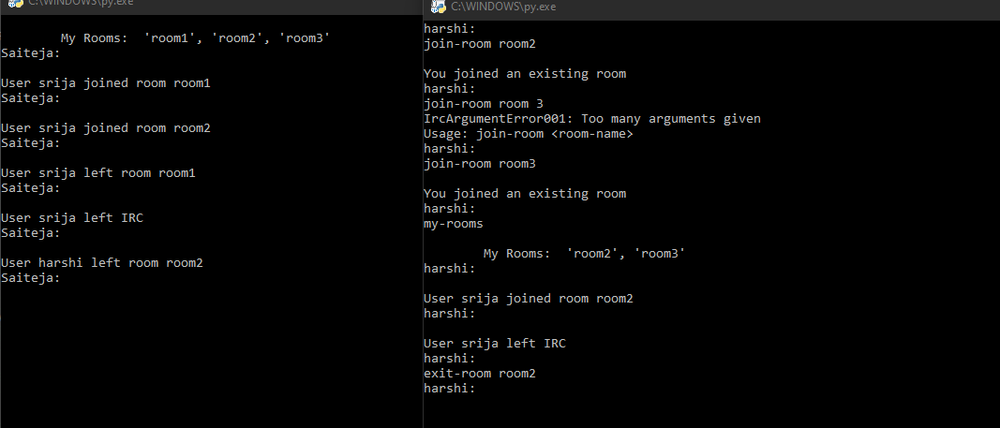 C:\WINDOWS\py.exe
My Rooms:  'room1', 'room2', 'room3'
Saiteja:
User srija joined room room1
Saiteja:
User srija joined room room2
Saiteja:
User srija left room room1
Saiteja:
User srija left IRC
Saiteja:
User harshi left room room2
Saiteja:
C:\WINDOWS\py.exe
harshi:
join-room room2
You joined an existing room
harshi:
join-room room 3
IrcArgumentError001: Too many arguments given
Usage: join-room <room-name>
harshi:
join-room room3
You joined an existing room
harshi:
my-rooms
My Rooms:  'room2', 'room3'
harshi:
User srija joined room room2
harshi:
User srija left IRC
harshi:
exit-room room2
harshi: